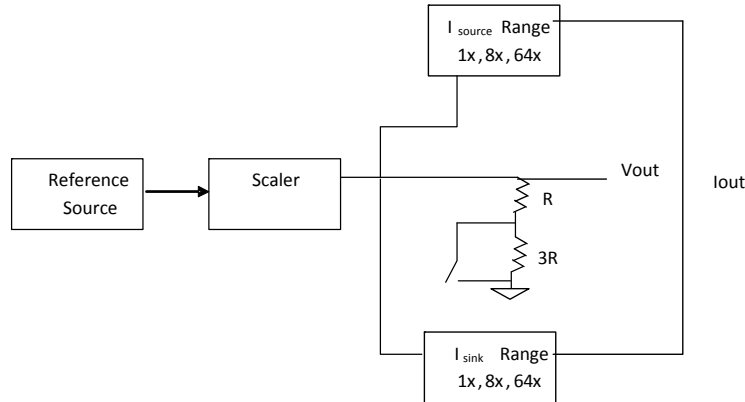 I source Range
1x, 8x, 64x
Reference
Source
Scaler
Vout
Iout
R
3R
I sink Range
1x, 8x, 64x